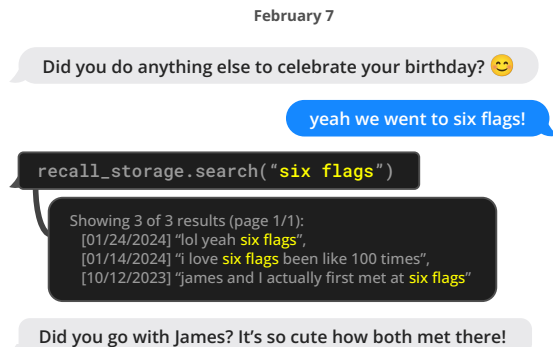 February 7
Did you do anything else to celebrate your birthday? 😊
yeah we went to six flags!
recall_storage.search(“six flags”)
Showing 3 of 3 results (page 1/1):
[01/24/2024] “lol yeah six flags”,
[01/14/2024] “i love six flags been like 100 times”,
[10/12/2023] “james and I actually first met at six flags”
Did you go with James? It’s so cute how both met there!